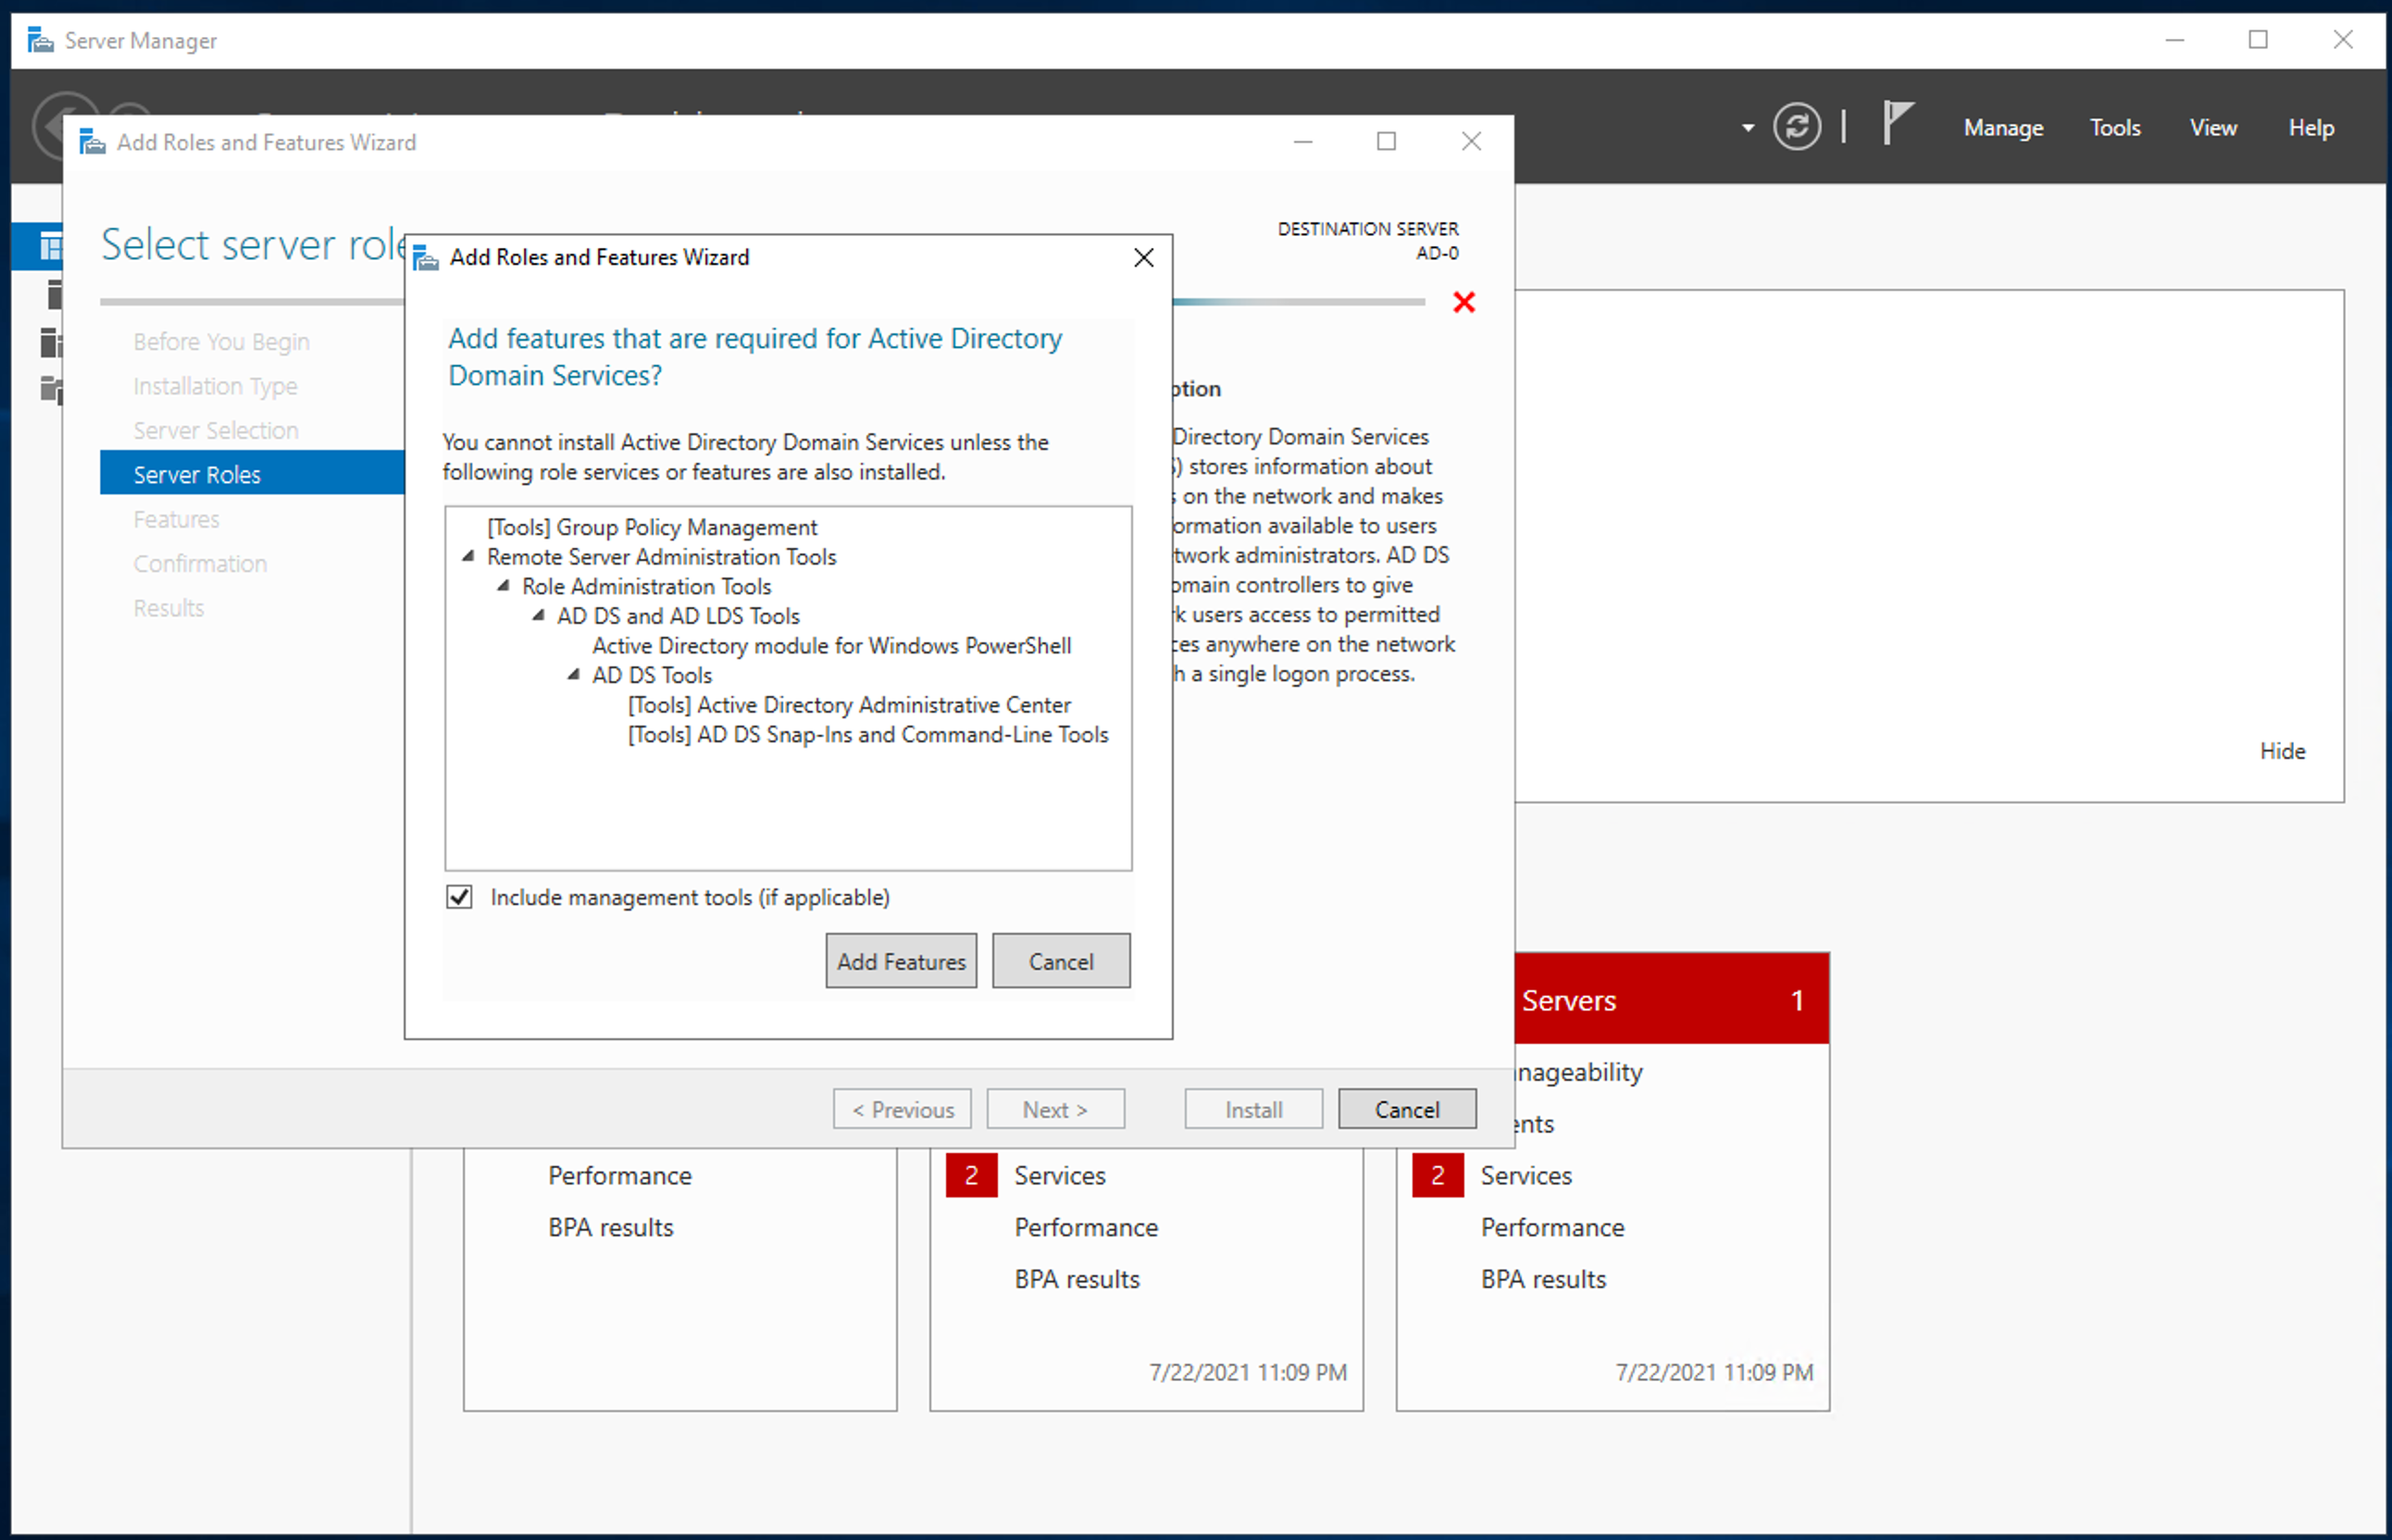 Server Manager
Manage
Tools
View
Help
Add Roles and Features Wizard
Select server role
DESTINATION SERVER
AD-0
Before You Begin
Installation Type
Server Selection
Server Roles
Features
Confirmation
Results
Add Roles and Features Wizard
Add features that are required for Active Directory
Domain Services?
You cannot install Active Directory Domain Services unless the
following role services or features are also installed.
[Tools] Group Policy Management
Remote Server Administration Tools
Role Administration Tools
AD DS and AD LDS Tools
Active Directory module for Windows PowerShell
AD DS Tools
[Tools] Active Directory Administrative Center
[Tools] AD DS Snap-Ins and Command-Line Tools
Include management tools (if applicable)
Add Features
Cancel
ption
Directory Domain Services
) stores information about
on the network and makes
ormation available to users
twork administrators. AD DS
omain controllers to give
users access to permitted
ces anywhere on the network
h a single logon process.
< Previous
Next >
Install
Cancel
Hide
Servers 1
nageability
ents
Performance
BPA results
2 Services
Performance
BPA results
7/22/2021 11:09 PM
2 Services
Performance
BPA results
7/22/2021 11:09 PM